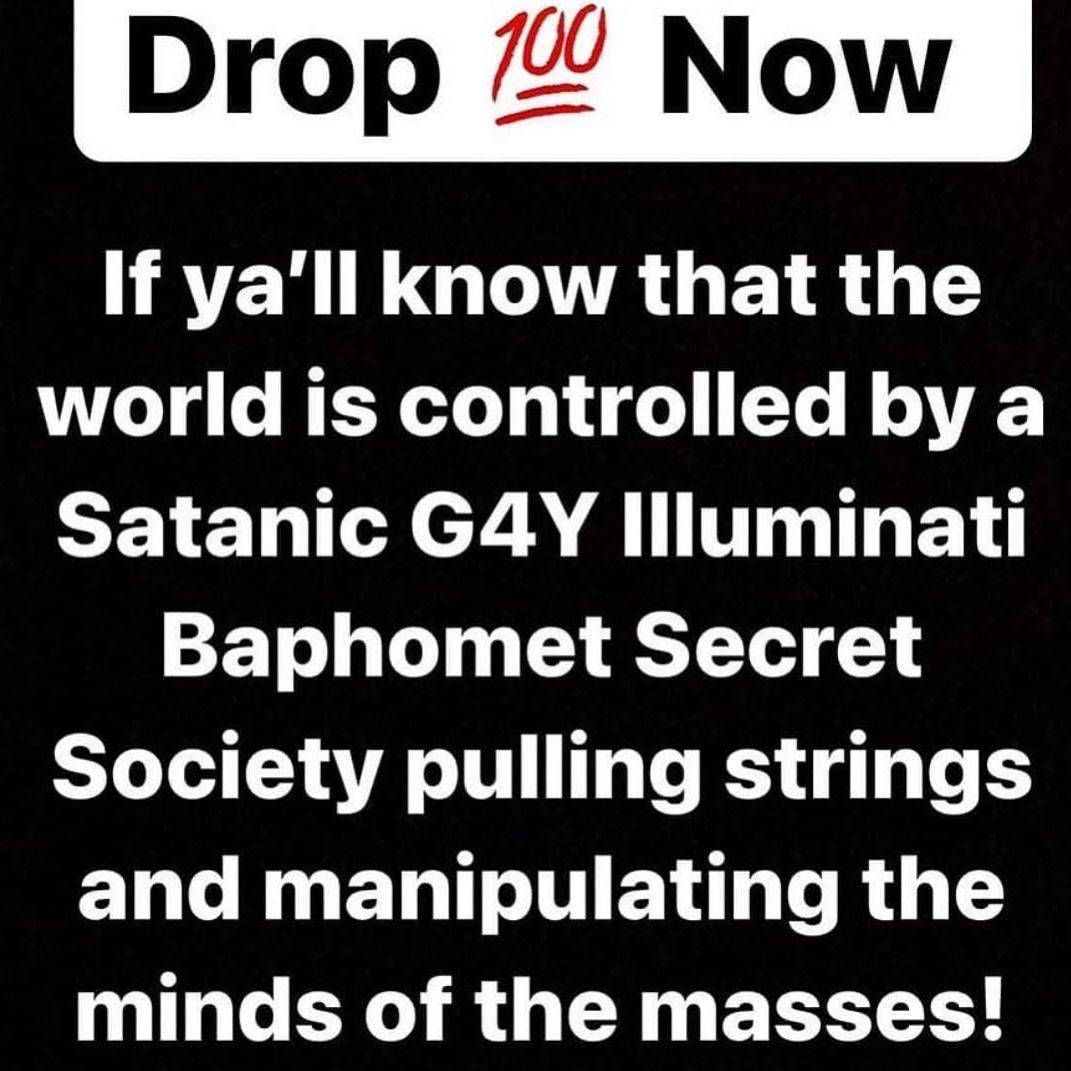 Drop 💯 Now
If ya’ll know that the
world is controlled by a
Satanic G4Y Illuminati
Baphomet Secret
Society pulling strings
and manipulating the
minds of the masses!